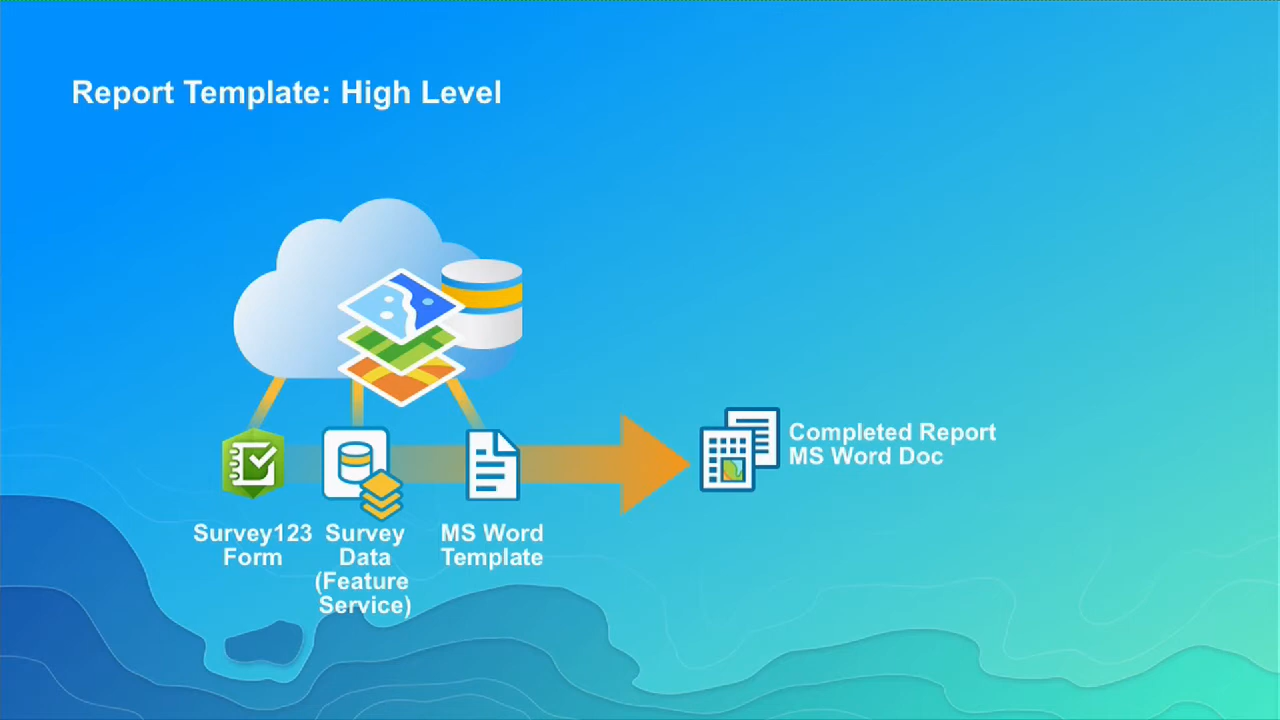 Report Template: High Level
Survey123
Form
Survey
Data
(Feature
Service)
MS Word
Template
Completed Report
MS Word Doc